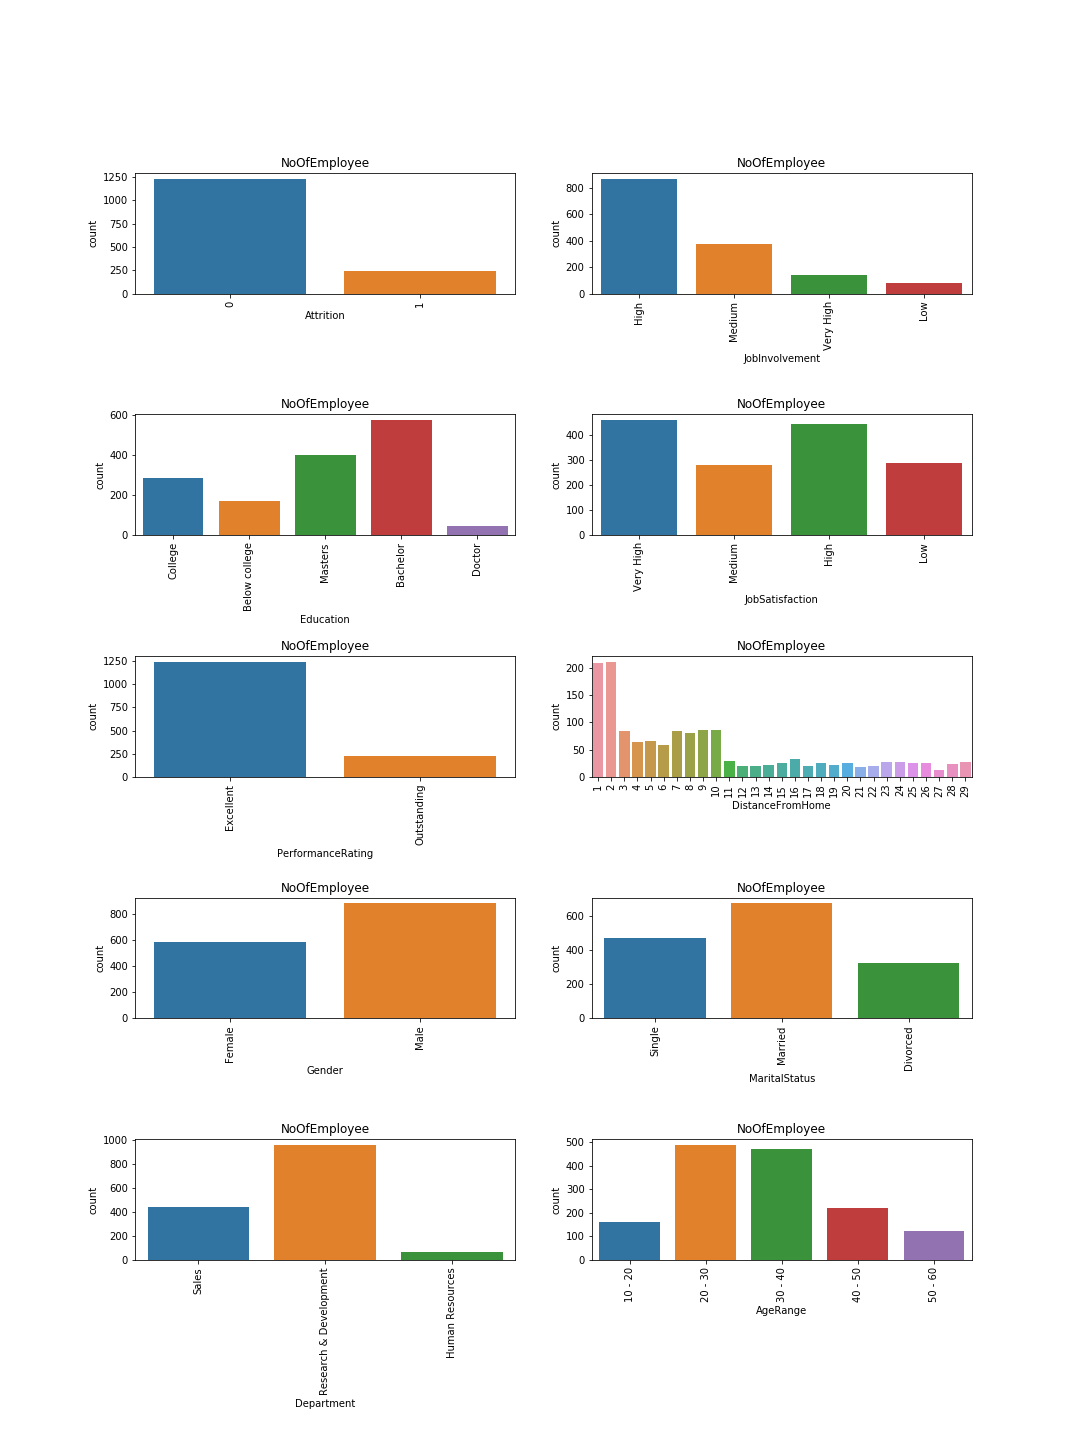 NoOfEmployee
1250
1000
750
500
250
0
count
0
1
Attrition
NoOfEmployee
800
600
400
200
0
count
High
Medium
Very High
Low
JobInvolvement
NoOfEmployee
600
400
200
0
count
College
Below college
Masters
Bachelor
Doctor
Education
NoOfEmployee
400
300
200
100
0
count
Very High
Medium
High
Low
JobSatisfaction
NoOfEmployee
1250
1000
750
500
250
0
count
Excellent
Outstanding
PerformanceRating
NoOfEmployee
200
150
100
50
0
count
1
2
3
4
5
6
7
8
9
10
11
12
13
14
15
16
17
18
19
20
21
22
23
24
25
26
27
28
29
DistanceFromHome
NoOfEmployee
800
600
400
200
0
count
Female
Male
Gender
NoOfEmployee
600
400
200
0
count
Single
Married
Divorced
MaritalStatus
NoOfEmployee
1000
800
600
400
200
0
count
Sales
Research & Development
Human Resources
Department
NoOfEmployee
500
400
300
200
100
0
count
10 - 20
20 - 30
30 - 40
40 - 50
50 - 60
AgeRange